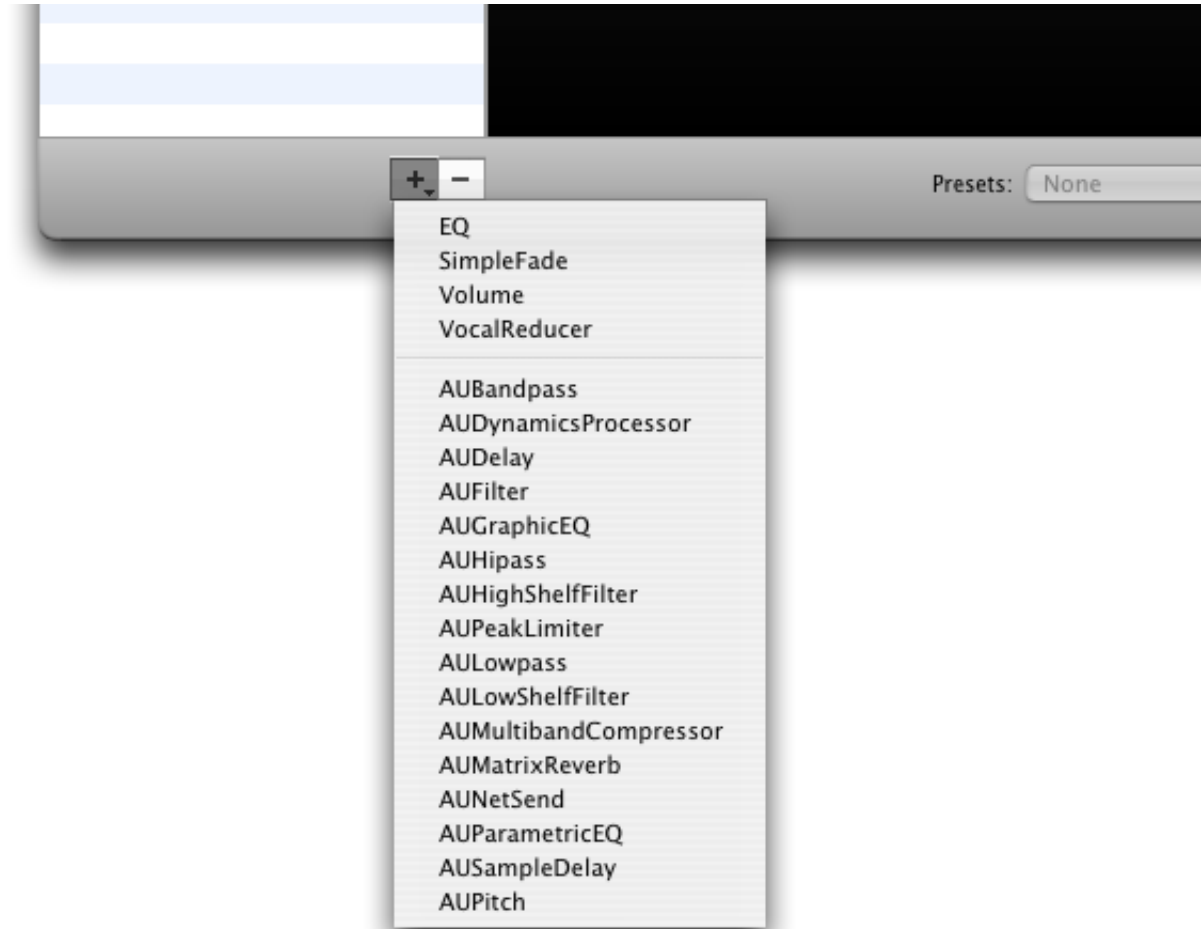 + −
Presets: None
EQ
SimpleFade
Volume
VocalReducer
AUBandpass
AUDynamicsProcessor
AUDelay
AUFilter
AUGraphicEQ
AUHipass
AUHighShelfFilter
AUPeakLimiter
AULowpass
AULowShelfFilter
AUMultibandCompressor
AUMatrixReverb
AUNetSend
AUParametricEQ
AUSampleDelay
AUPitch